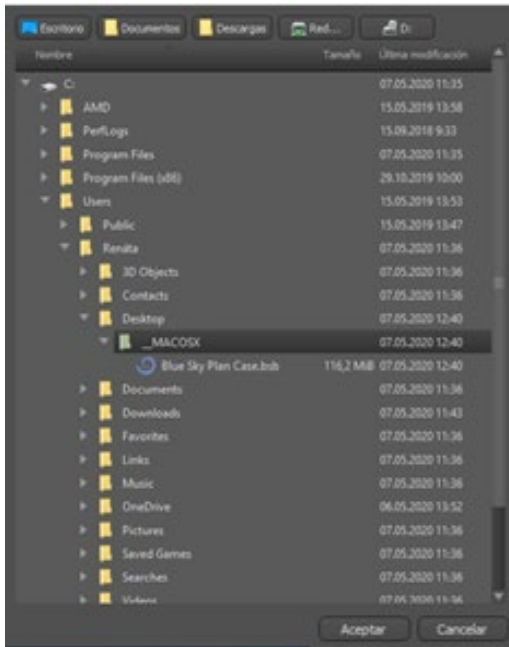 Escritorio Documentos Descargas Red... D:
Nombre Tamaño Última modificación
C: 07.05.2020 11:35
AMD 15.05.2019 13:58
PerfLogs 15.09.2018 9:33
Program Files 07.05.2020 11:35
Program Files (x86) 29.10.2019 10:00
Users 15.05.2019 13:53
Public 15.05.2019 13:47
Renáta 07.05.2020 11:36
3D Objects 07.05.2020 11:36
Contacts 07.05.2020 11:36
Desktop 07.05.2020 12:40
__MACOSX 07.05.2020 12:40
Blue Sky Plan Case.bsb 116,2 MiB 07.05.2020 12:40
Documents 07.05.2020 11:36
Downloads 07.05.2020 11:43
Favorites 07.05.2020 11:36
Links 07.05.2020 11:36
Music 07.05.2020 11:36
OneDrive 06.05.2020 13:52
Pictures 07.05.2020 11:36
Saved Games 07.05.2020 11:36
Searches 07.05.2020 11:36
Videos 07.05.2020 11:36
Aceptar Cancelar